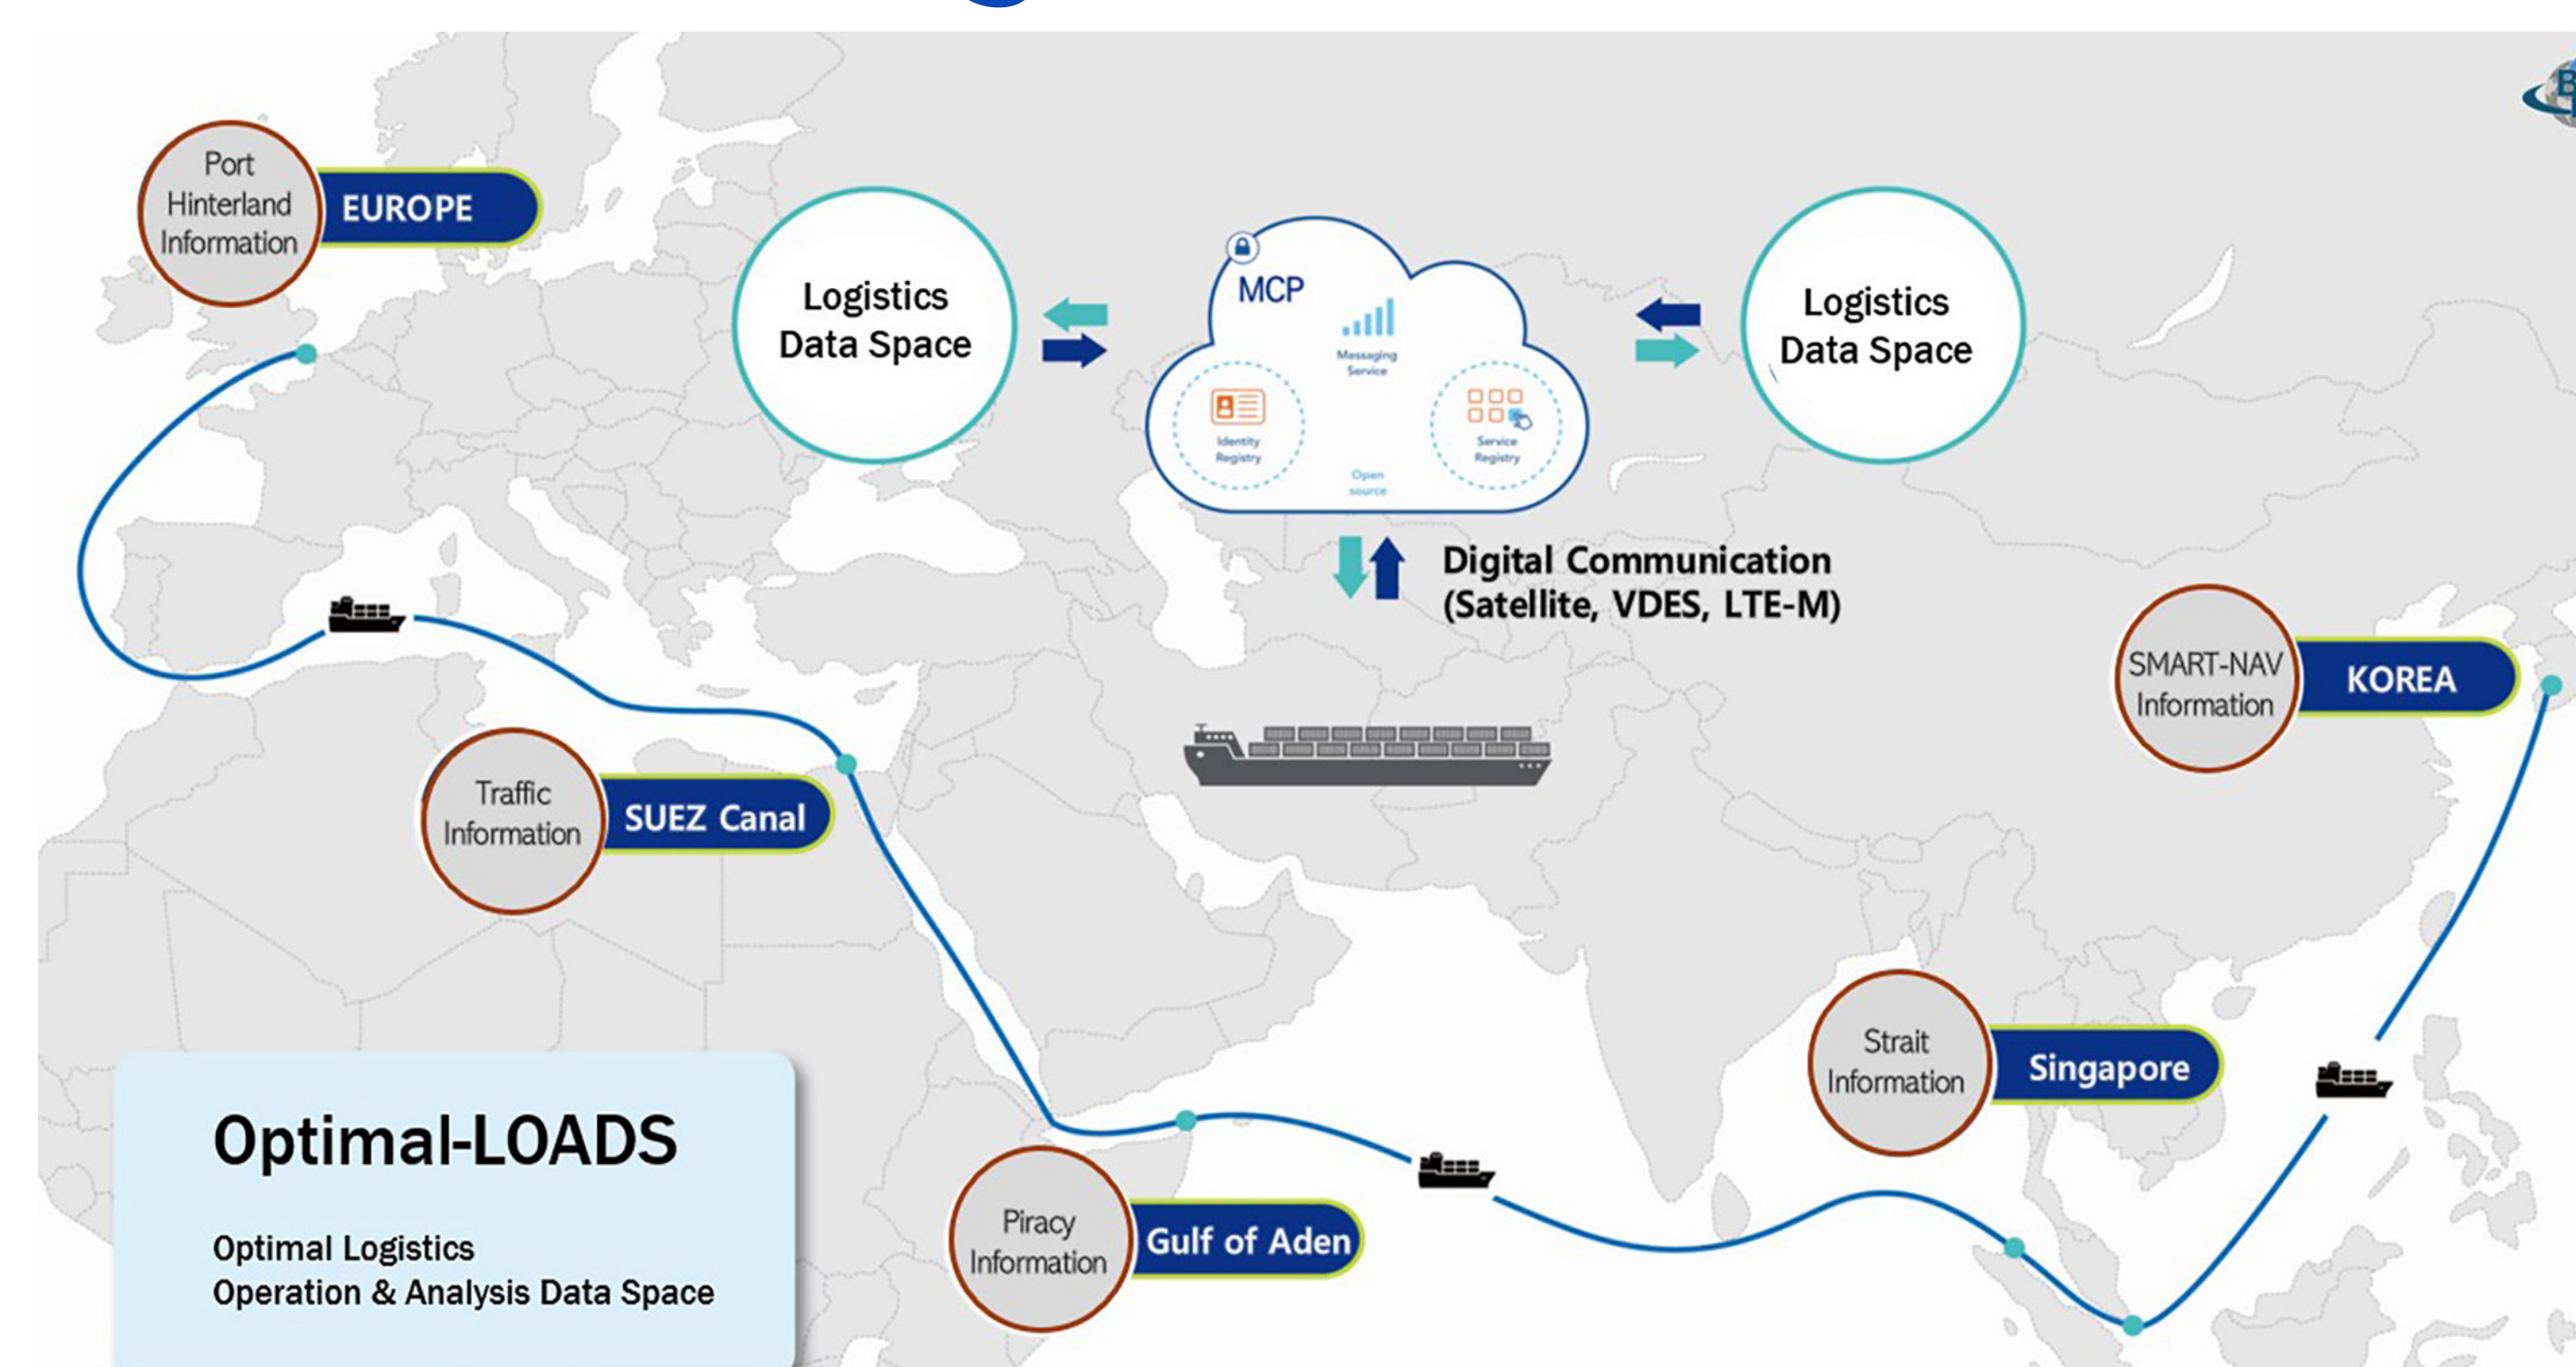 Port
Hinterland
Information
EUROPE
Logistics
Data Space
MCP
Messaging
Service
Identity
Registry
Service
Registry
Open
source
Logistics
Data Space
Digital Communication
(Satellite, VDES, LTE-M)
SMART-NAV
Information
KOREA
Traffic
Information
SUEZ Canal
Strait
Information
Singapore
Piracy
Information
Gulf of Aden
Optimal-LOADS
Optimal Logistics
Operation & Analysis Data Space